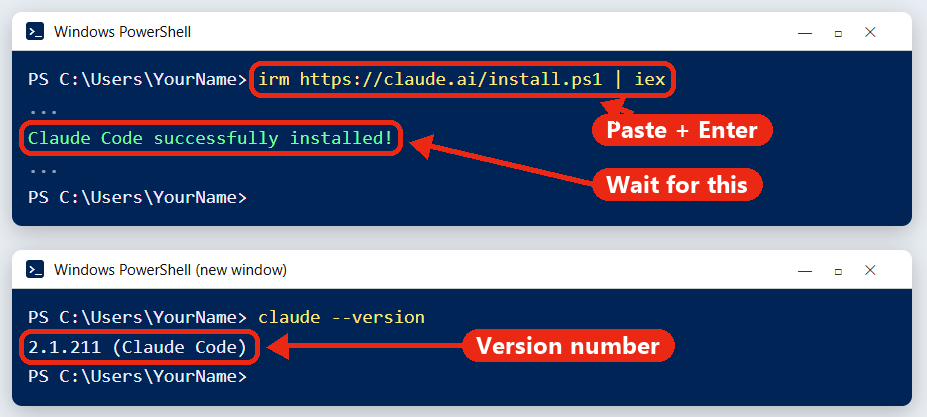 Windows PowerShell
PS C:\Users\YourName> irm https://claude.ai/install.ps1 | iex
...
Paste + Enter
Claude Code successfully installed!
...
Wait for this
PS C:\Users\YourName>
Windows PowerShell (new window)
PS C:\Users\YourName> claude --version
2.1.211 (Claude Code)
Version number
PS C:\Users\YourName>